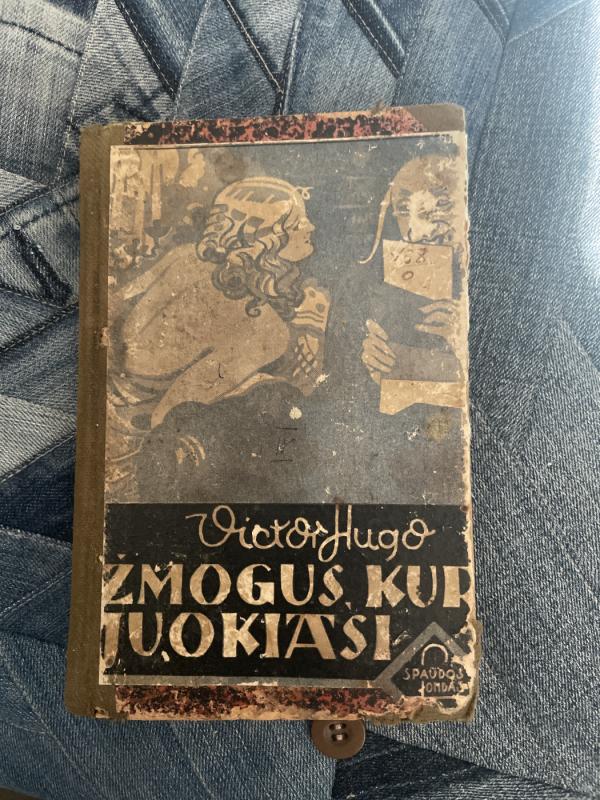 Victor Hugo
ŽMOGUS, KUR
JUOKIASI
SPAUDOS
FONDAS